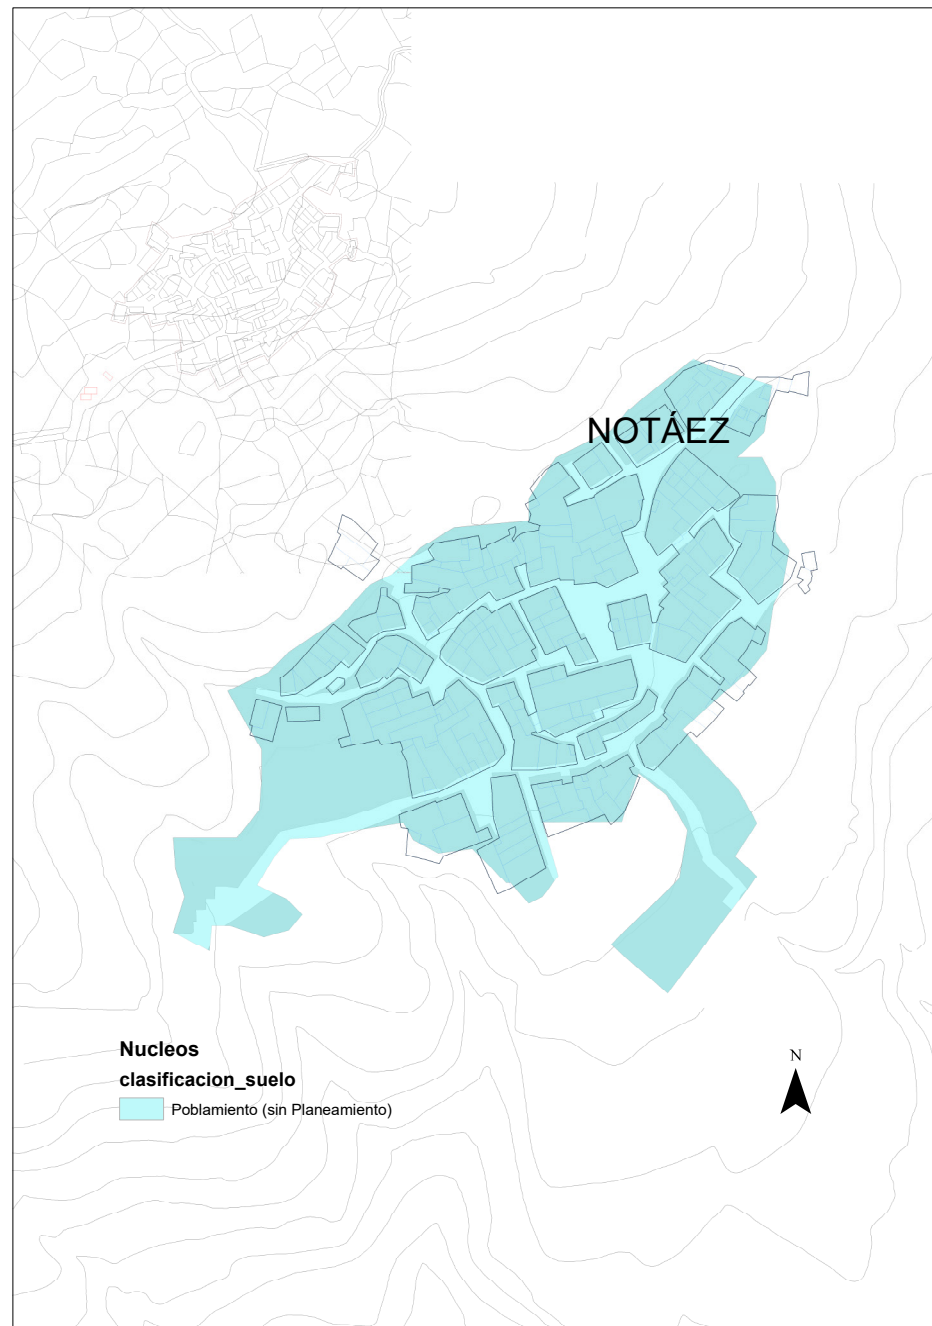 NOTÁEZ
Nucleos
clasificacion_suelo
Poblamiento (sin Planeamiento)
N